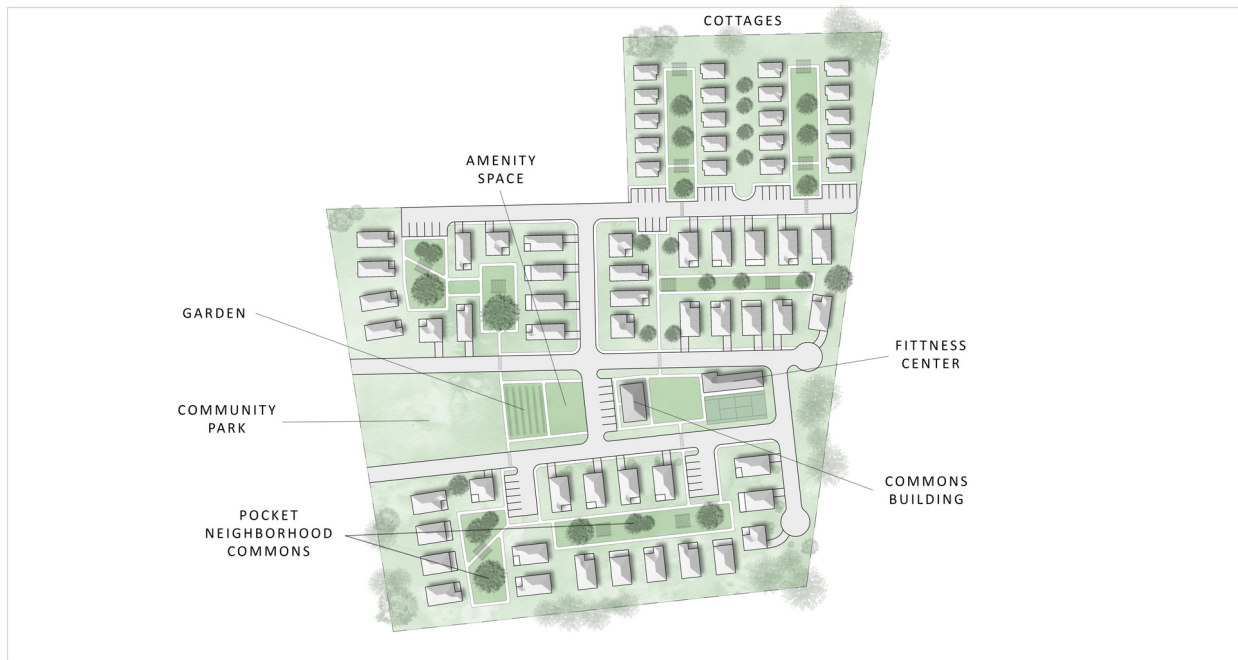 COTTAGES
AMENITY
SPACE
GARDEN
FITTNESS
CENTER
COMMUNITY
PARK
COMMONS
BUILDING
POCKET
NEIGHBORHOOD
COMMONS